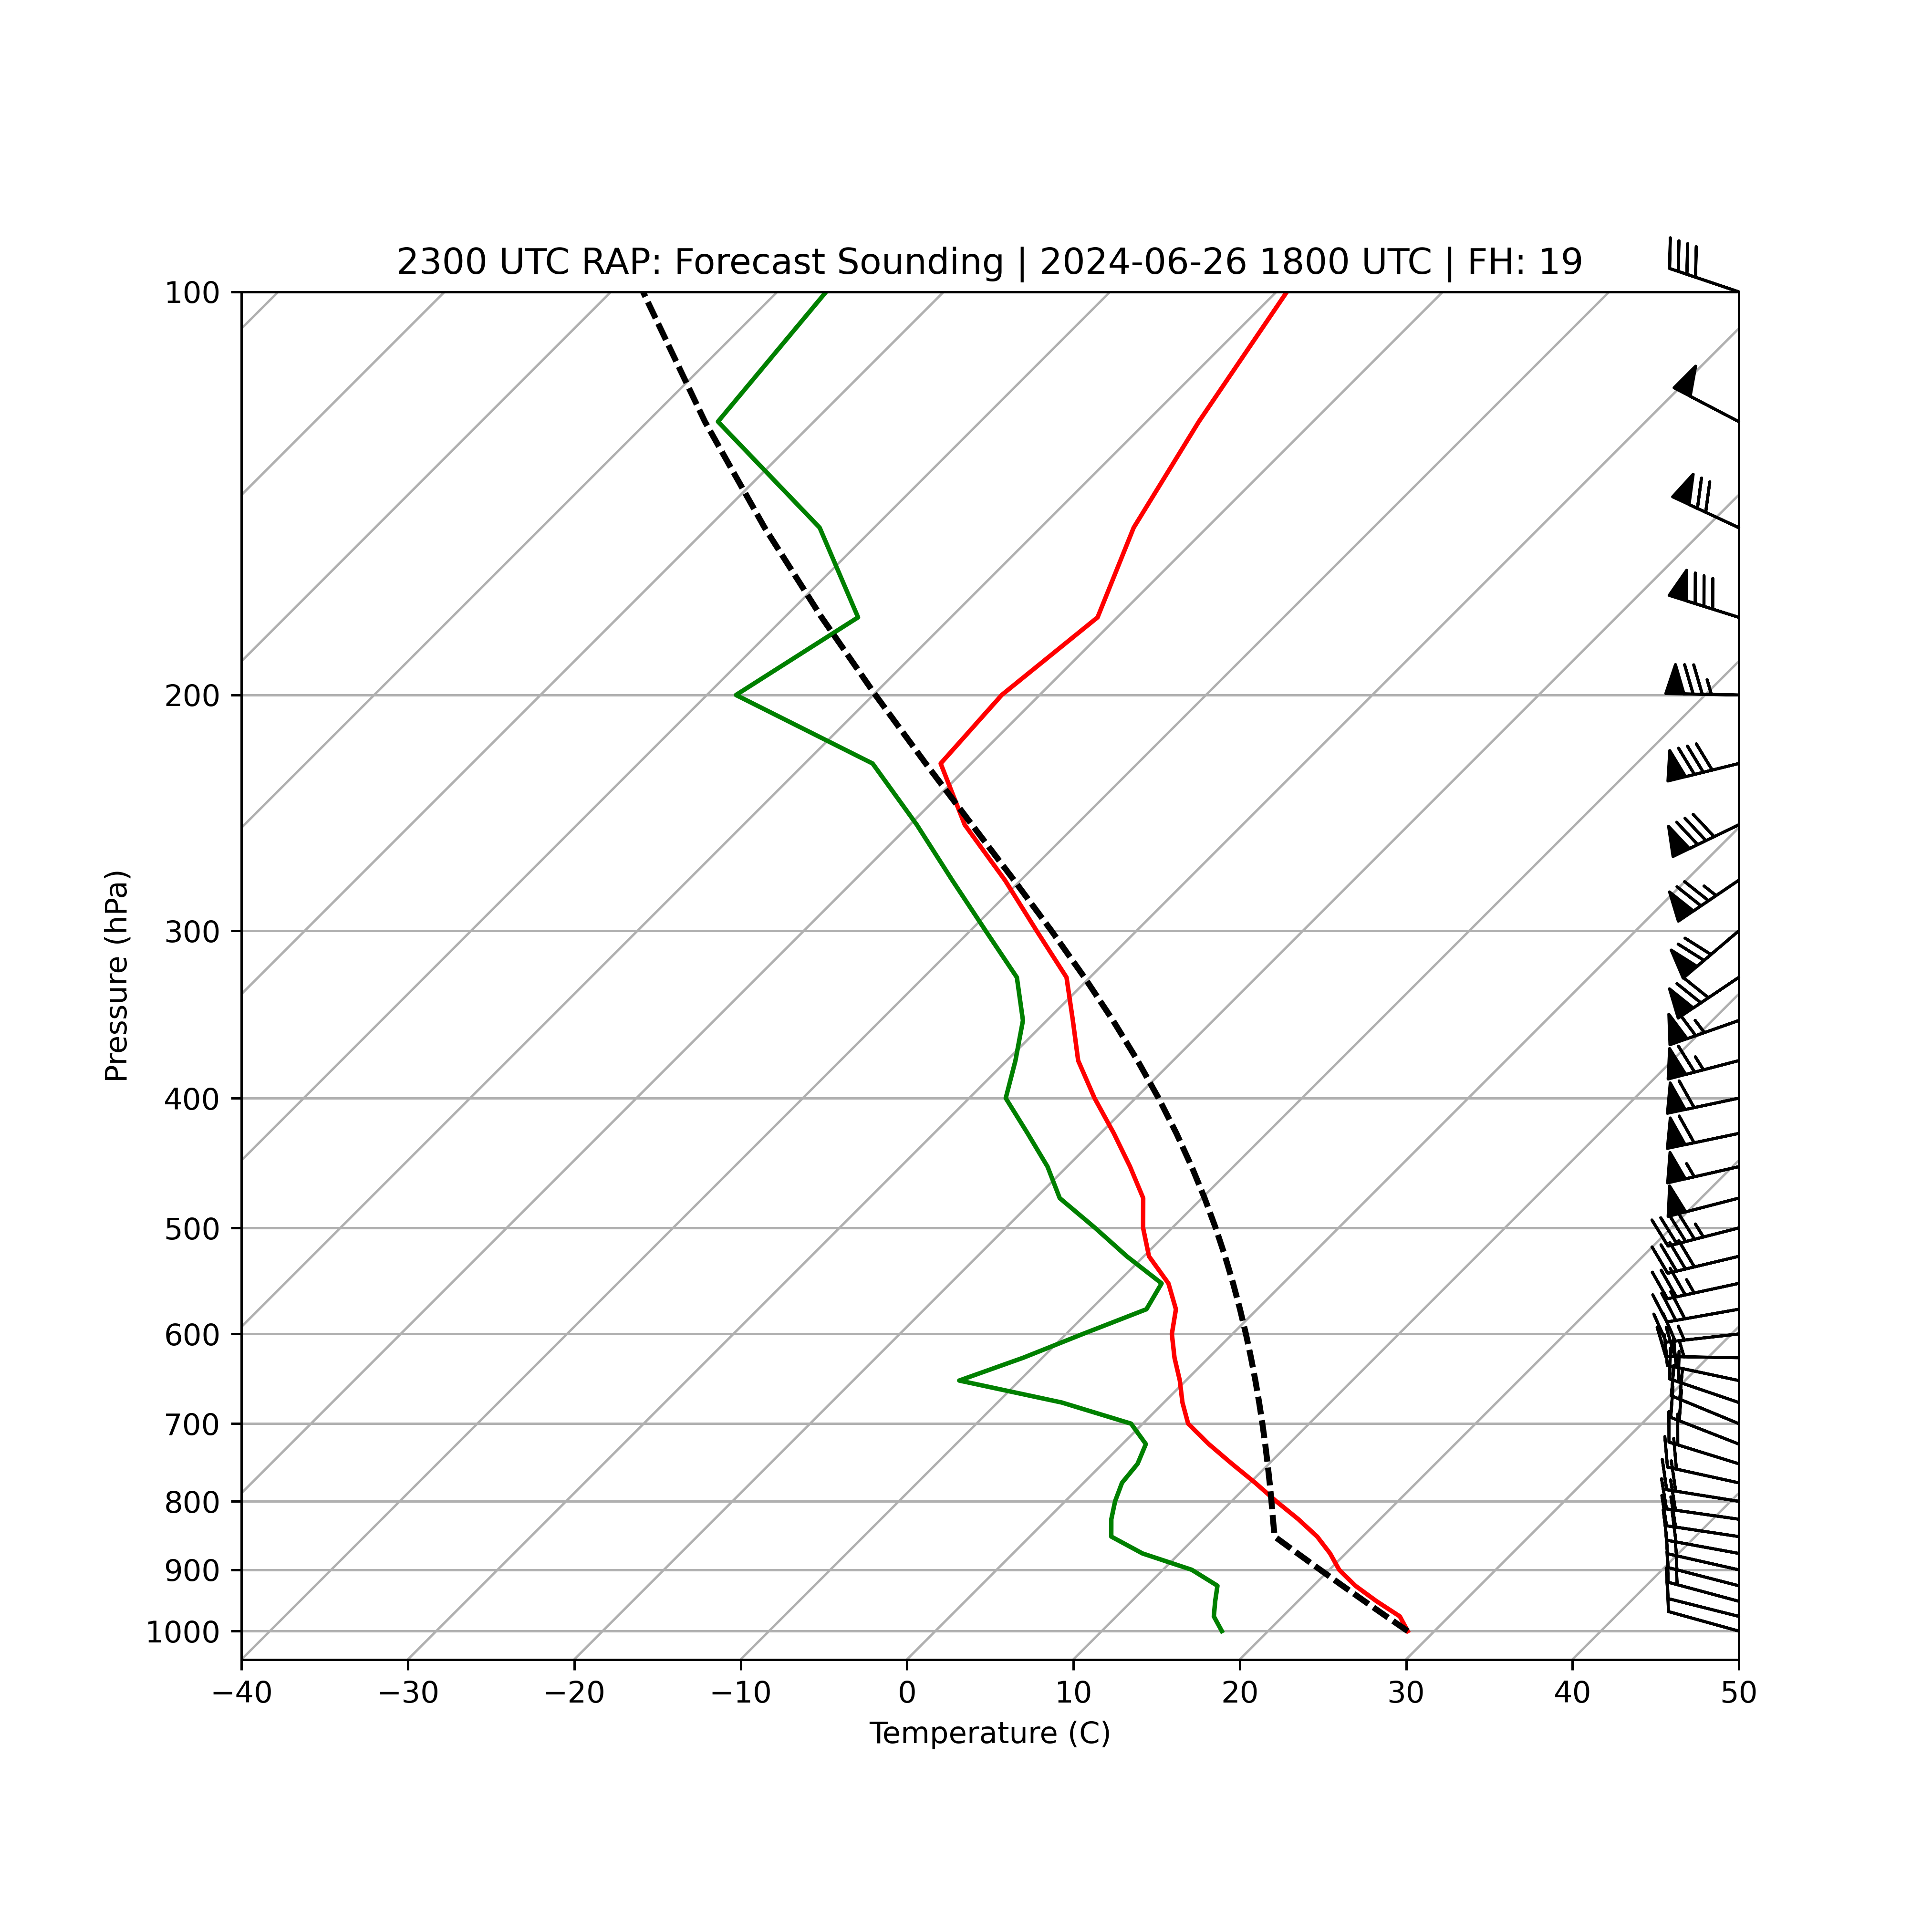 2300 UTC RAP: Forecast Sounding | 2024-06-26 1800 UTC | FH: 19
100
200
300
400
500
600
700
800
900
1000
Pressure (hPa)
−40 −30 −20 −10 0 10 20 30 40 50
Temperature (C)